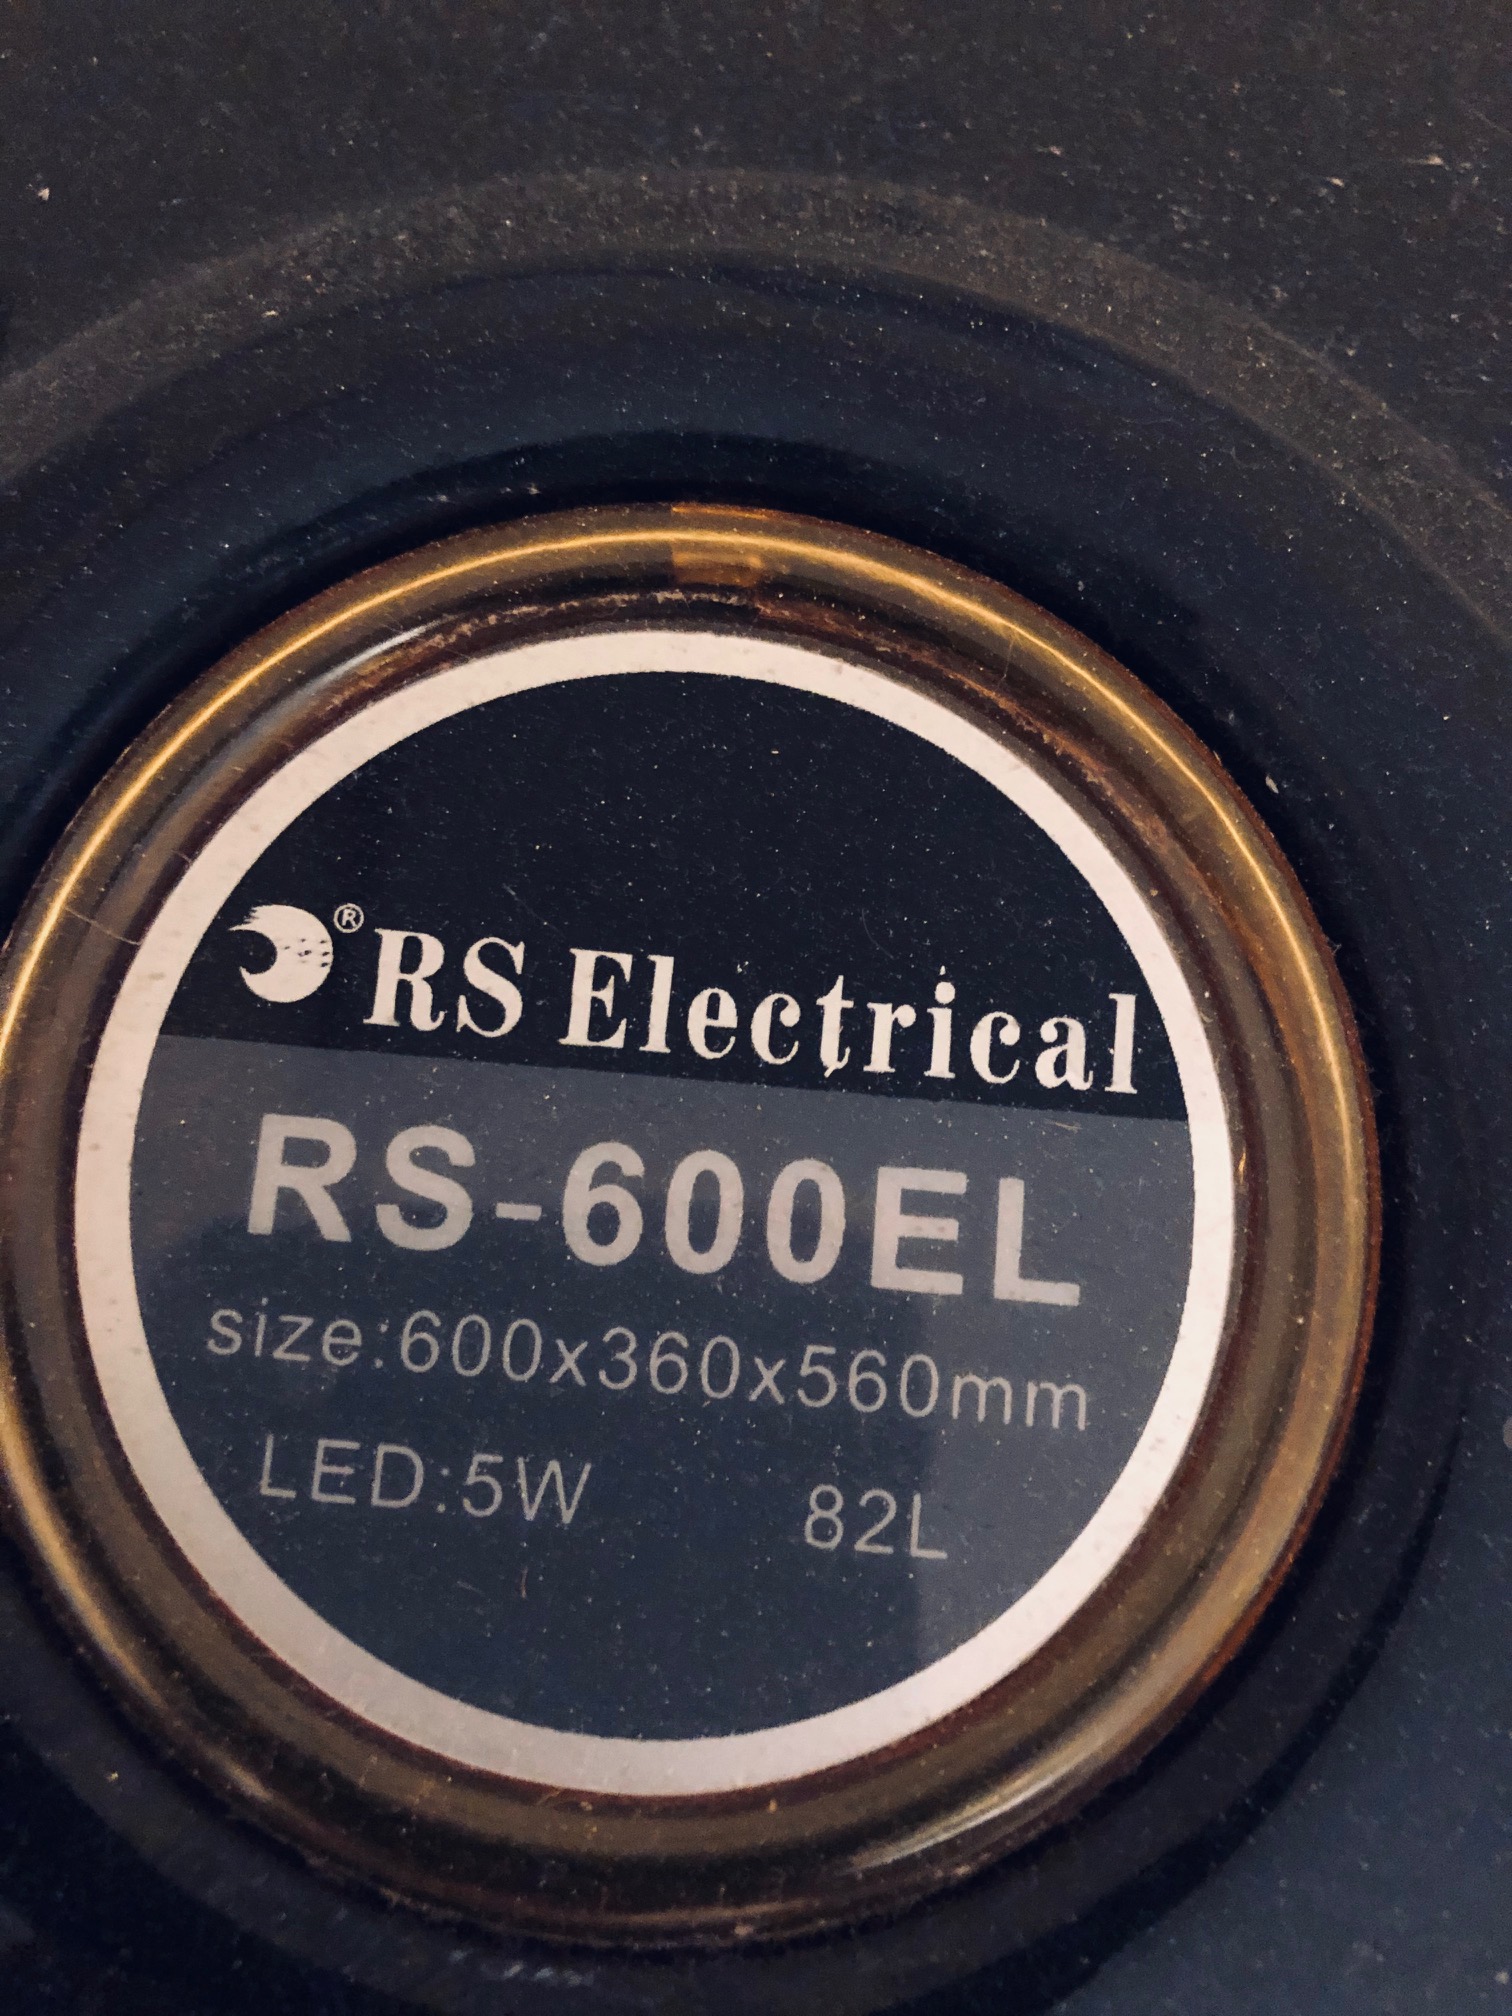 ® RS Electrical
RS-600EL
size:600x360x560mm
LED:5W 82L